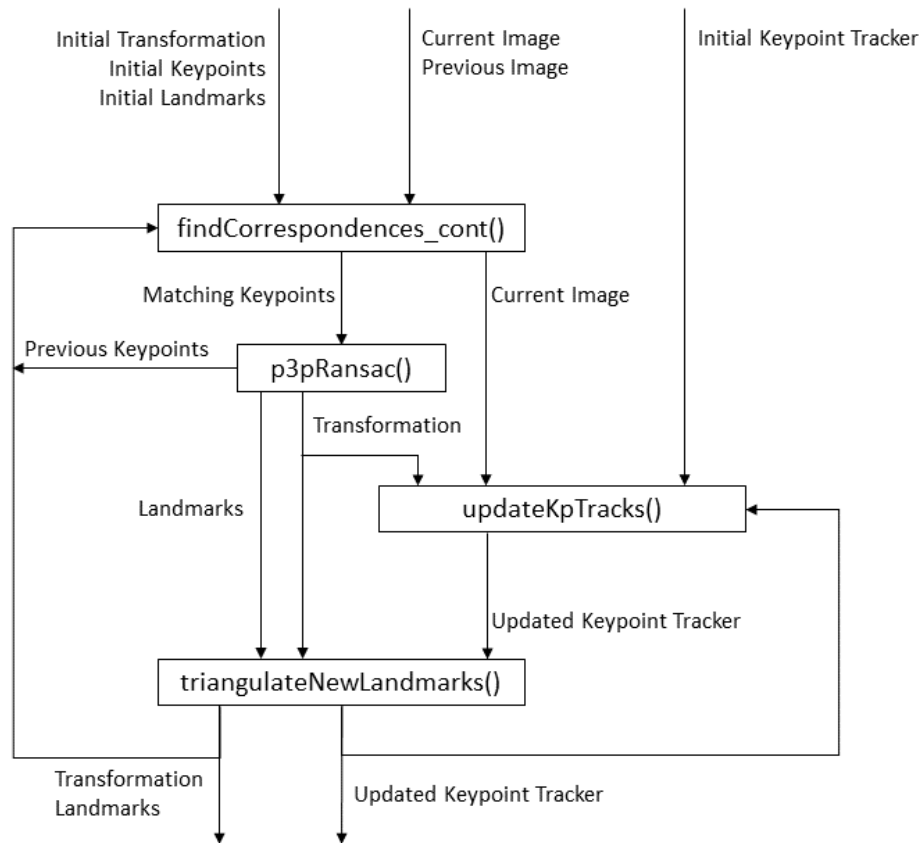 Initial Transformation
Initial Keypoints
Initial Landmarks
Current Image
Previous Image
Initial Keypoint Tracker
findCorrespondences_cont()
Matching Keypoints
Current Image
Previous Keypoints
p3pRansac()
Transformation
Landmarks
updateKpTracks()
Updated Keypoint Tracker
triangulateNewLandmarks()
Transformation
Landmarks
Updated Keypoint Tracker